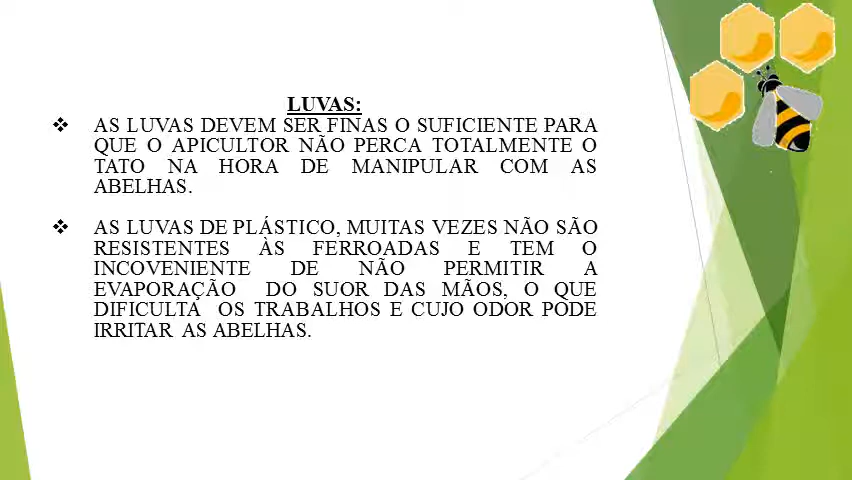 LUVAS:
❖ AS LUVAS DEVEM SER FINAS O SUFICIENTE PARA
QUE O APICULTOR NÃO PERCA TOTALMENTE O
TATO NA HORA DE MANIPULAR COM AS
ABELHAS.
❖ AS LUVAS DE PLÁSTICO, MUITAS VEZES NÃO SÃO
RESISTENTES ÀS FERROADAS E TEM O
INCOVENIENTE DE NÃO PERMITIR A
EVAPORAÇÃO DO SUOR DAS MÃOS, O QUE
DIFICULTA OS TRABALHOS E CUJO ODOR PODE
IRRITAR AS ABELHAS.